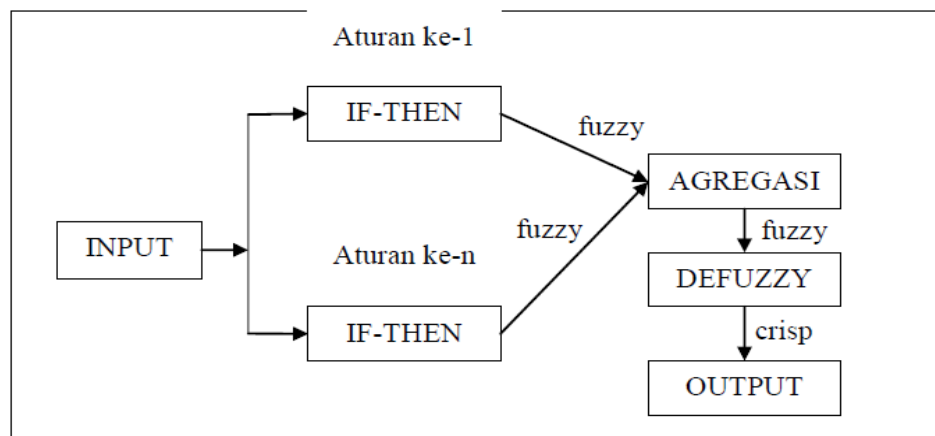 Aturan ke-1
IF-THEN
fuzzy
AGREGASI
fuzzy
INPUT
Aturan ke-n
fuzzy
DEFUZZY
IF-THEN
crisp
OUTPUT